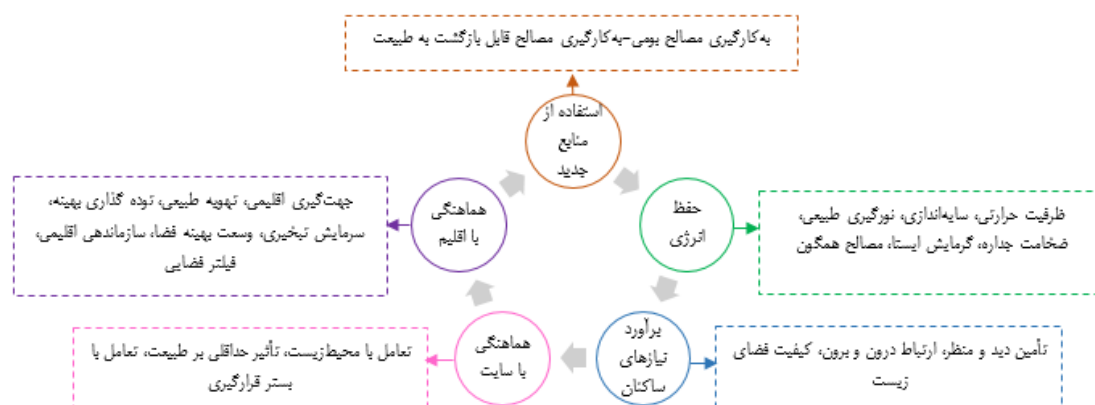 به‌کارگیری مصالح بومی-به‌کارگیری مصالح قابل بازگشت به طبیعت
استفاده از
منابع
جدید
حفظ
انرژی
ظرفیت حرارتی، سایه‌اندازی، نورگیری طبیعی،
ضخامت جداره، گرمایش ایستا، مصالح همگون
برآورد
نیازهای
ساکنان
تأمین دید و منظر، ارتباط درون و برون، کیفیت فضای
زیست
هماهنگی
با سایت
تعامل با محیط‌زیست، تأثیر حداقلی بر طبیعت، تعامل با
بستر قرارگیری
هماهنگی
با اقلیم
جهت‌گیری اقلیمی، تهویه طبیعی، توده گذاری بهینه،
سرمایش تبخیری، وسعت بهینه فضا، سازماندهی اقلیمی،
فیلتر فضایی